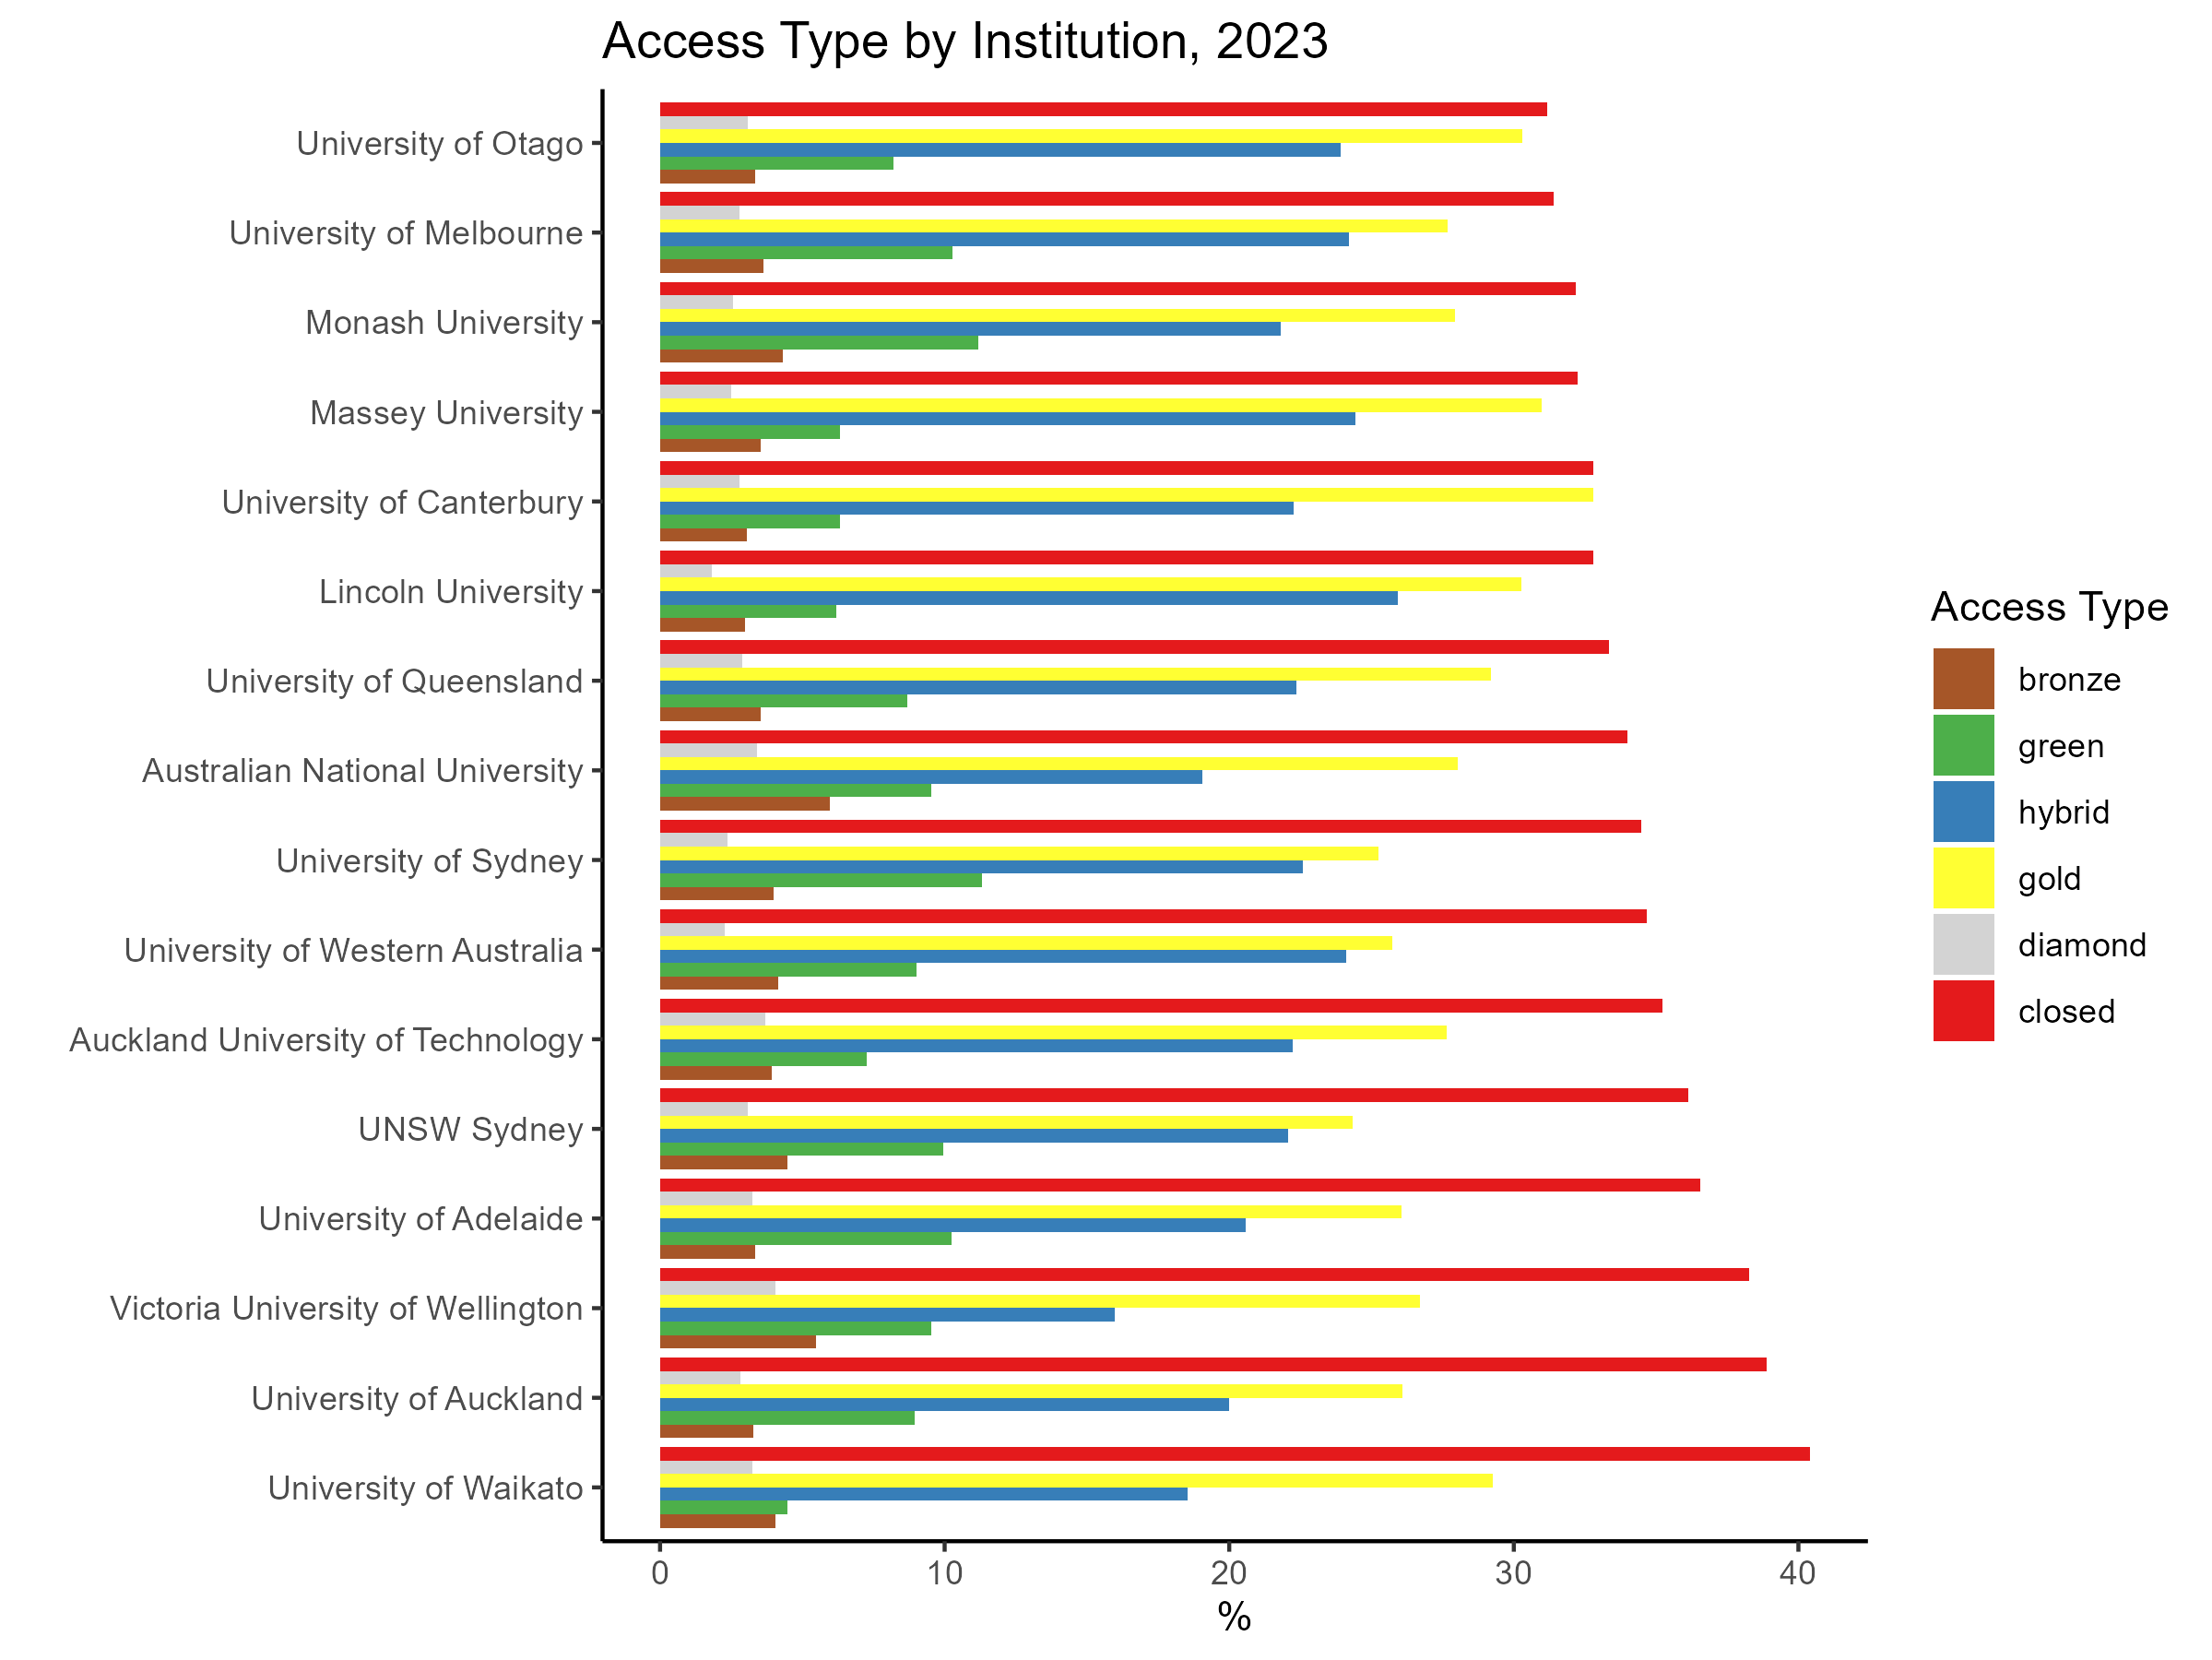 Access Type by Institution, 2023
University of Otago
University of Melbourne
Monash University
Massey University
University of Canterbury
Lincoln University
University of Queensland
Australian National University
University of Sydney
University of Western Australia
Auckland University of Technology
UNSW Sydney
University of Adelaide
Victoria University of Wellington
University of Auckland
University of Waikato
0 10 20 30 40
%
Access Type
bronze
green
hybrid
gold
diamond
closed